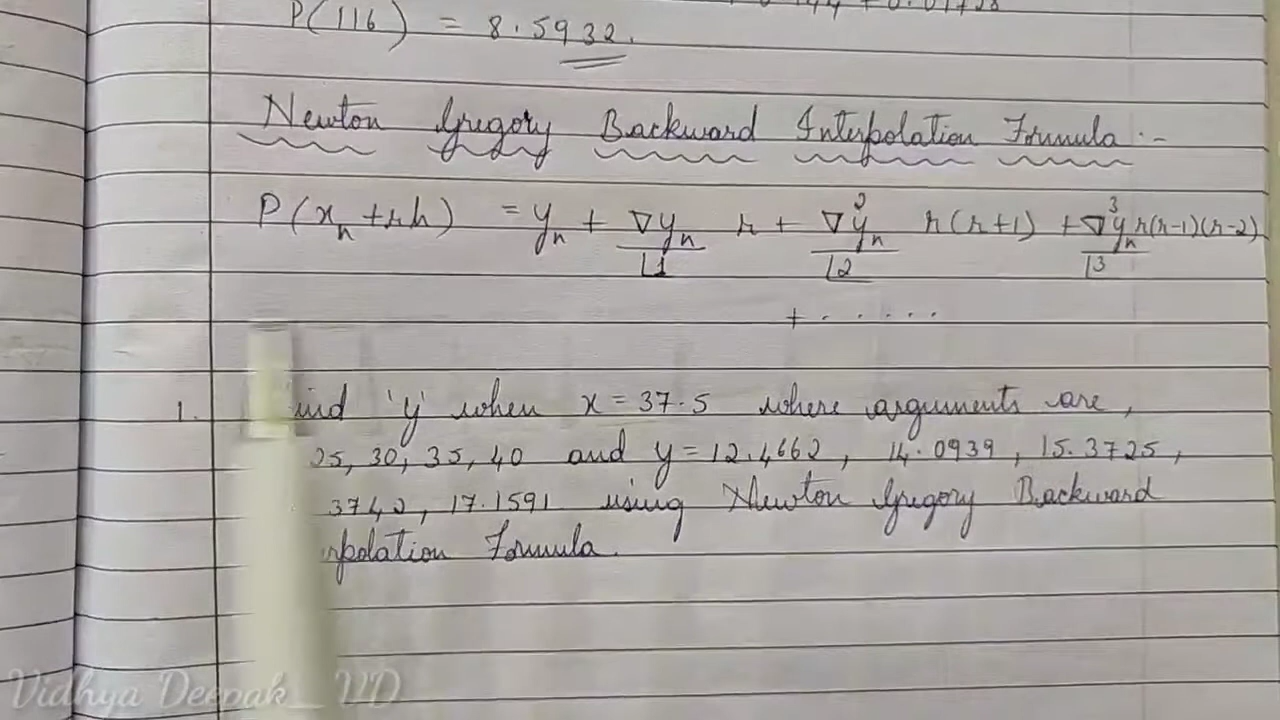 P(116) = 8.5932.
Newton Gregory Backward Interpolation Formula :-
P(xn + rh) = yn + ∇yn/⌊1 r + ∇²yn/⌊2 r(r+1) + ∇³yn/⌊3 r(r-1)(r-2)
+ . . . . . .
1. ind 'y' when x = 37.5 where arguments are,
25, 30, 35, 40 and y = 12.4662, 14.0939, 15.3725,
3742, 17.1591 using Newton Gregory Backward
rpolation Formula.
Vidhya Deepak_ VD